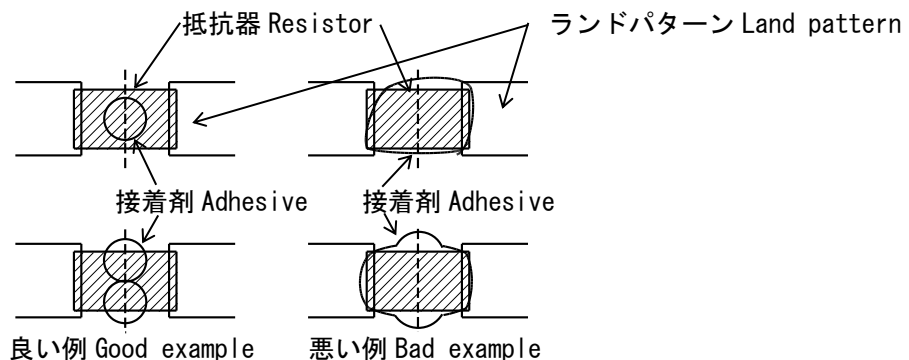 抵抗器 Resistor
ランドパターン Land pattern
接着剤 Adhesive
接着剤 Adhesive
良い例 Good example
悪い例 Bad example